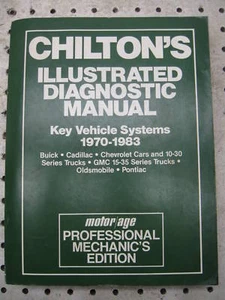 CHILTON'S
ILLUSTRATED
DIAGNOSTIC
MANUAL
Key Vehicle Systems
1970-1983
Buick • Cadillac • Chevrolet Cars and 10-30
Series Trucks • GMC 15-35 Series Trucks •
Oldsmobile • Pontiac
motor/age
PROFESSIONAL
MECHANIC'S
EDITION